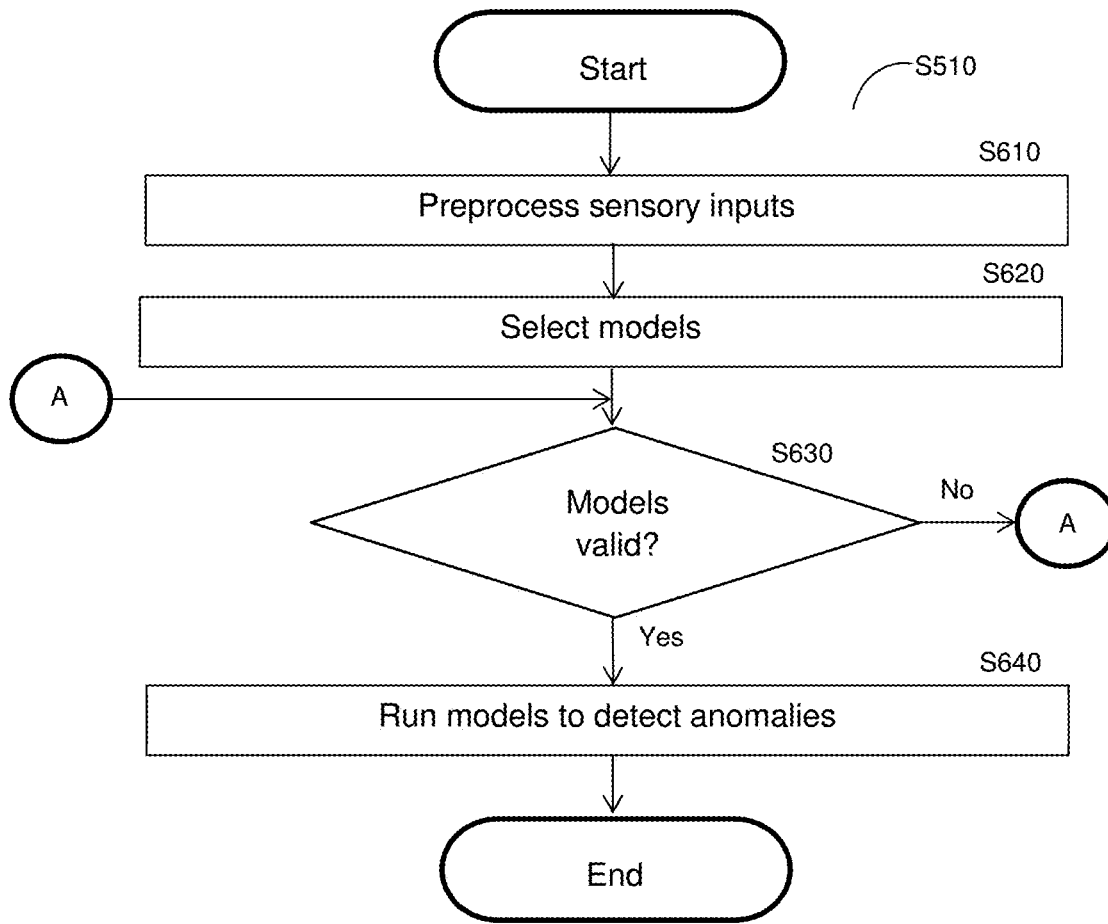 Start
S510
S610
Preprocess sensory inputs
S620
Select models
A
S630
Models
valid?
No
A
Yes
S640
Run models to detect anomalies
End